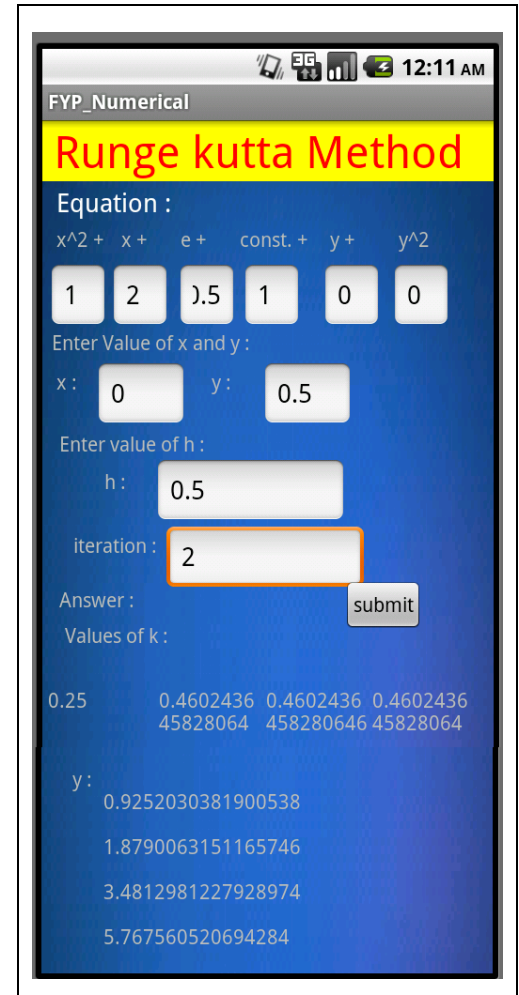 3G 12:11 AM
FYP_Numerical
Runge kutta Method
Equation :
x^2 + x + e + const. + y + y^2
1 2 0.5 1 0 0
Enter Value of x and y :
x : 0 y : 0.5
Enter value of h :
h : 0.5
iteration : 2
Answer : submit
Values of k :
0.25 0.4602436 0.4602436 0.4602436
45828064 458280646 45828064
y :
0.9252030381900538
1.8790063151165746
3.4812981227928974
5.767560520694284